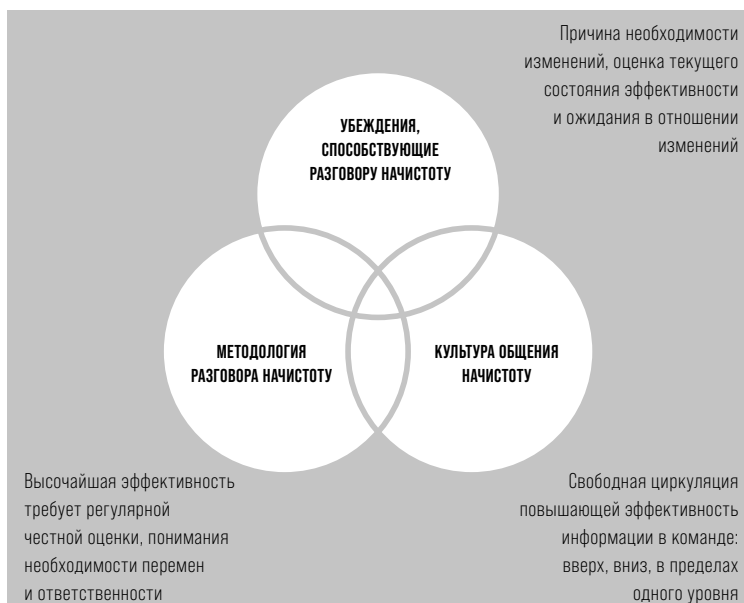 Причина необходимости
изменений, оценка текущего
состояния эффективности
и ожидания в отношении
изменений
УБЕЖДЕНИЯ,
СПОСОБСТВУЮЩИЕ
РАЗГОВОРУ НАЧИСТОТУ
МЕТОДОЛОГИЯ
РАЗГОВОРА НАЧИСТОТУ
КУЛЬТУРА ОБЩЕНИЯ
НАЧИСТОТУ
Высочайшая эффективность
требует регулярной
честной оценки, понимания
необходимости перемен
и ответственности
Свободная циркуляция
повышающей эффективность
информации в команде:
вверх, вниз, в пределах
одного уровня